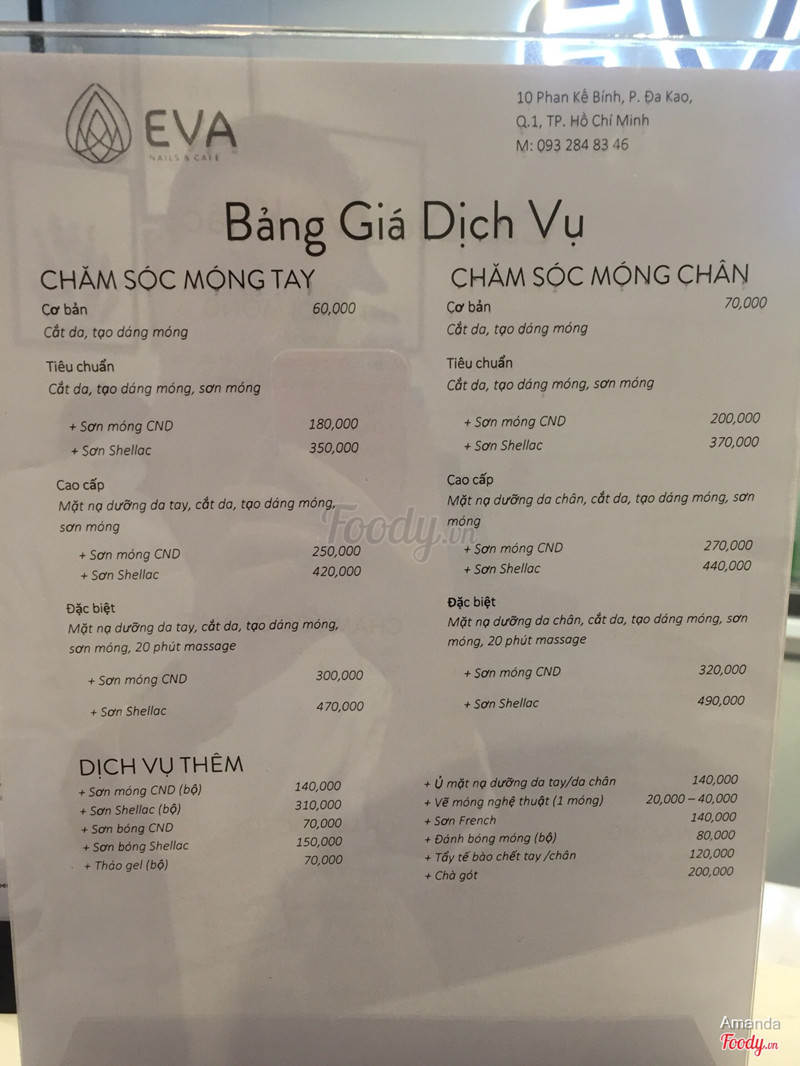 EVA
NAILS & CAFE
10 Phan Kế Bính, P. Đa Kao,
Q.1, TP. Hồ Chí Minh
M: 093 284 83 46
Bảng Giá Dịch Vụ
CHĂM SÓC MÓNG TAY
Cơ bản 60,000
Cắt da, tạo dáng móng
Tiêu chuẩn
Cắt da, tạo dáng móng, sơn móng
+ Sơn móng CND 180,000
+ Sơn Shellac 350,000
Cao cấp
Mặt nạ dưỡng da tay, cắt da, tạo dáng móng,
sơn móng
+ Sơn móng CND 250,000
+ Sơn Shellac 420,000
Đặc biệt
Mặt nạ dưỡng da tay, cắt da, tạo dáng móng,
sơn móng, 20 phút massage
+ Sơn móng CND 300,000
+ Sơn Shellac 470,000
CHĂM SÓC MÓNG CHÂN
Cơ bản 70,000
Cắt da, tạo dáng móng
Tiêu chuẩn
Cắt da, tạo dáng móng, sơn móng
+ Sơn móng CND 200,000
+ Sơn Shellac 370,000
Cao cấp
Mặt nạ dưỡng da chân, cắt da, tạo dáng móng, sơn
móng
+ Sơn móng CND 270,000
+ Sơn Shellac 440,000
Đặc biệt
Mặt nạ dưỡng da chân, cắt da, tạo dáng móng, sơn
móng, 20 phút massage
+ Sơn móng CND 320,000
+ Sơn Shellac 490,000
DỊCH VỤ THÊM
+ Sơn móng CND (bộ) 140,000
+ Sơn Shellac (bộ) 310,000
+ Sơn bóng CND 70,000
+ Sơn bóng Shellac 150,000
+ Tháo gel (bộ) 70,000
+ Ủ mặt nạ dưỡng da tay/da chân 140,000
+ Vẽ móng nghệ thuật (1 móng) 20,000 – 40,000
+ Sơn French 140,000
+ Đánh bóng móng (bộ) 80,000
+ Tẩy tế bào chết tay /chân 120,000
+ Chà gót 200,000
Foody.vn
Amanda
Foody.vn